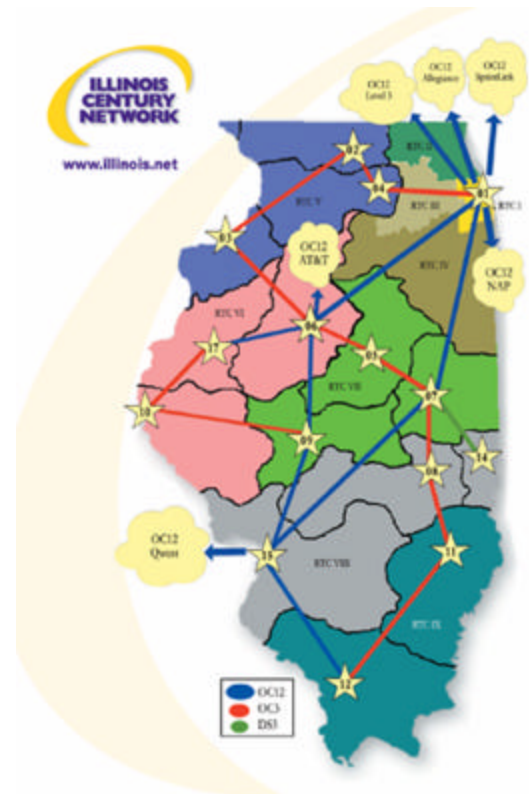 ILLINOIS
CENTURY
NETWORK
www.illinois.net
OC12
Level 3
OC12
Allegiance
OC12
SprintLink
RTC II
02
04
01
RTC V
RTC III
RTC I
03
OC12
AT&T
RTC IV
OC12
NAP
RTC VI
06
17
05
RTC VII
07
10
09
14
08
OC12
Qwest
15
RTC VIII
11
RTC IX
12
OC12
OC3
DS3